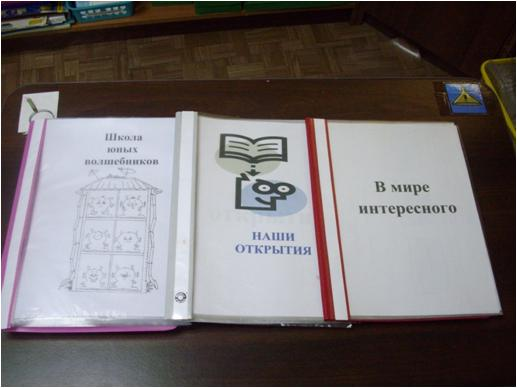 Школа
юных
волшебников
НАШИ
ОТКРЫТИЯ
В мире
интересного